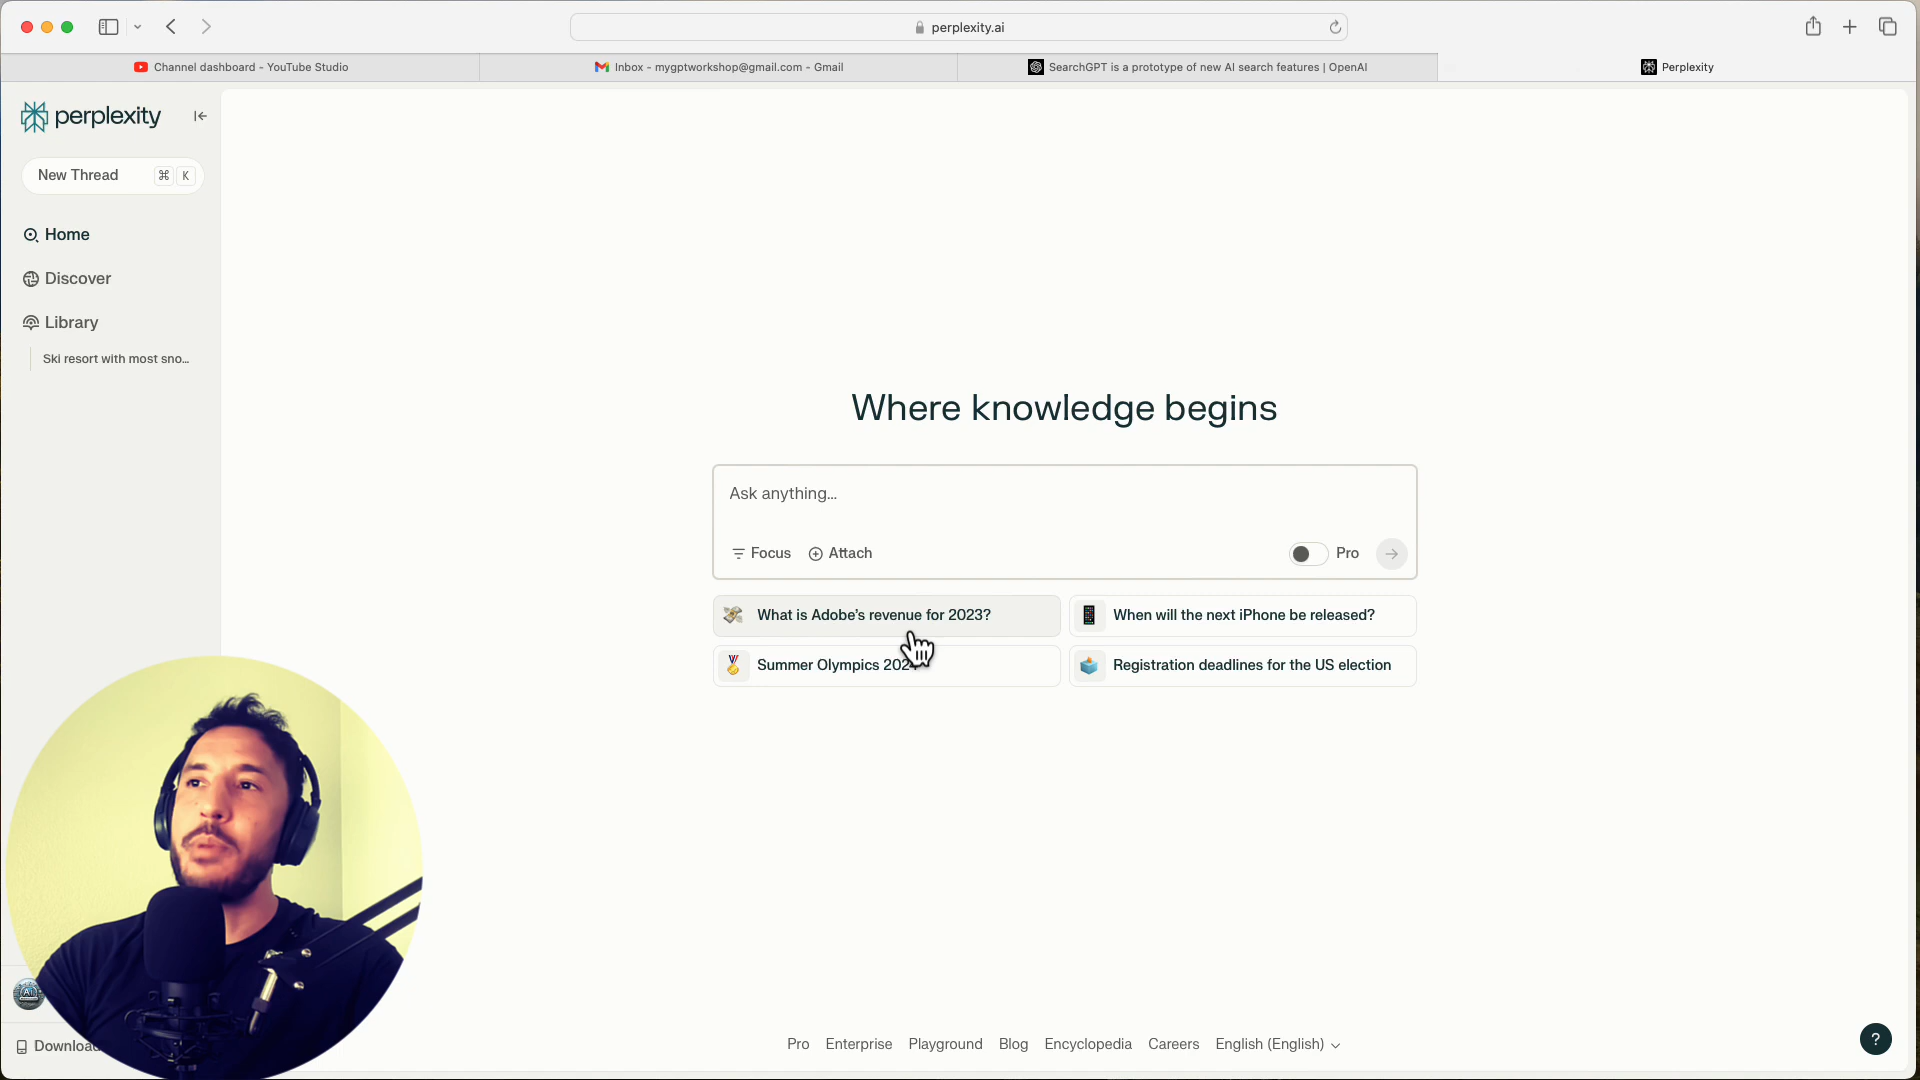 perplexity.ai
Channel dashboard - YouTube Studio
Inbox - mygptworkshop@gmail.com - Gmail
SearchGPT is a prototype of new AI search features | OpenAI
Perplexity
perplexity
New Thread ⌘ K
Home
Discover
Library
Ski resort with most sno...
Where knowledge begins
Ask anything...
Focus
Attach
Pro
What is Adobe's revenue for 2023?
When will the next iPhone be released?
Summer Olympics
Registration deadlines for the US election
AI
Pro Enterprise Playground Blog Encyclopedia Careers English (English)
?